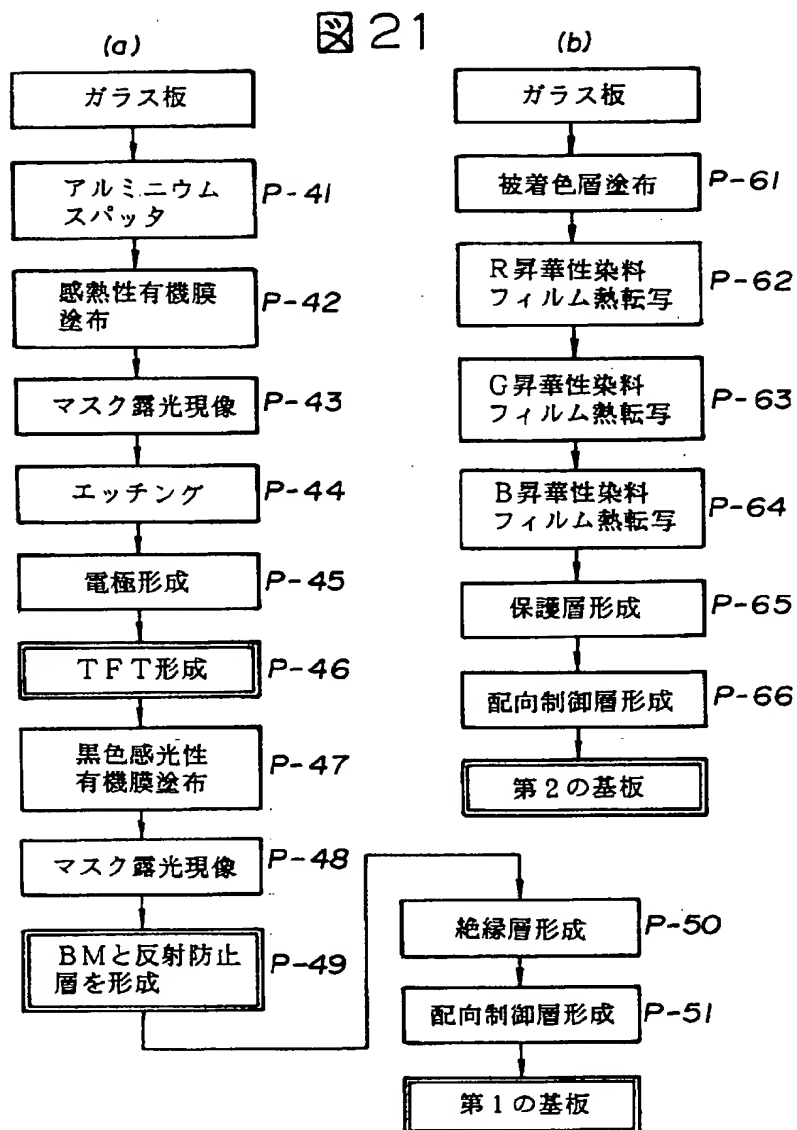 図21
(a)
ガラス板
アルミニウム
スパッタ
P-41
感熱性有機膜
塗布
P-42
マスク露光現像
P-43
エッチング
P-44
電極形成
P-45
TFT形成
P-46
黒色感光性
有機膜塗布
P-47
マスク露光現像
P-48
BMと反射防止
層を形成
P-49
絶縁層形成
P-50
配向制御層形成
P-51
第1の基板
(b)
ガラス板
被着色層塗布
P-61
R昇華性染料
フィルム熱転写
P-62
G昇華性染料
フィルム熱転写
P-63
B昇華性染料
フィルム熱転写
P-64
保護層形成
P-65
配向制御層形成
P-66
第2の基板